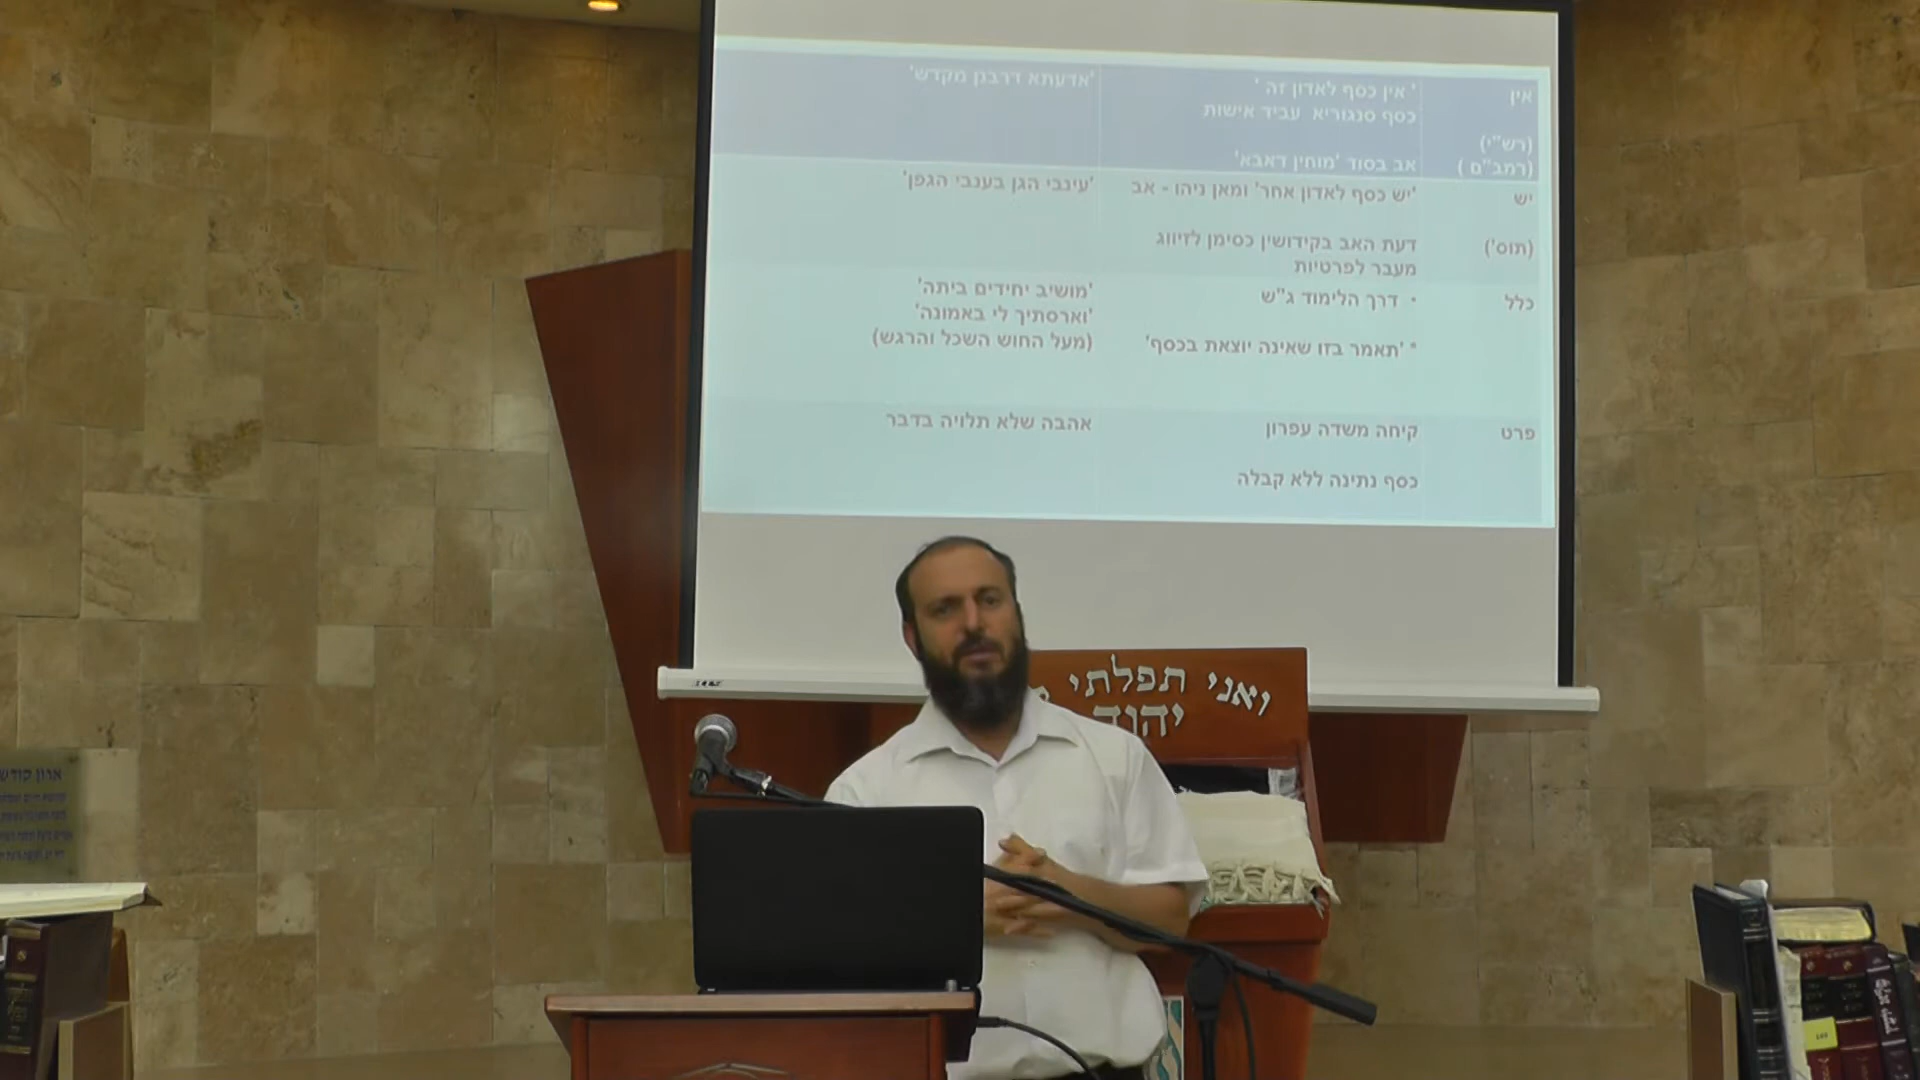 אין
(רש"י)
(רמב"ם)
' אין כסף לאדון זה '
כסף סנגוריא עביד אישות
אב בסוד 'מוחין דאבא'
'אדעתא דרבנן מקדש'
יש
(תוס')
'יש כסף לאדון אחר' ומאן ניהו - אב
דעת האב בקידושין כסימן לזיווג
מעבר לפרטיות
'עינבי הגן בענבי הגפן'
כלל
• דרך הלימוד ג"ש
* 'תאמר בזו שאינה יוצאת בכסף'
'מושיב יחידים ביתה'
'וארסתיך לי באמונה'
(מעל החוש השכל והרגש)
פרט
קיחה משדה עפרון
כסף נתינה ללא קבלה
אהבה שלא תלויה בדבר
ואני תפלתי
יהוה
ארון קודש